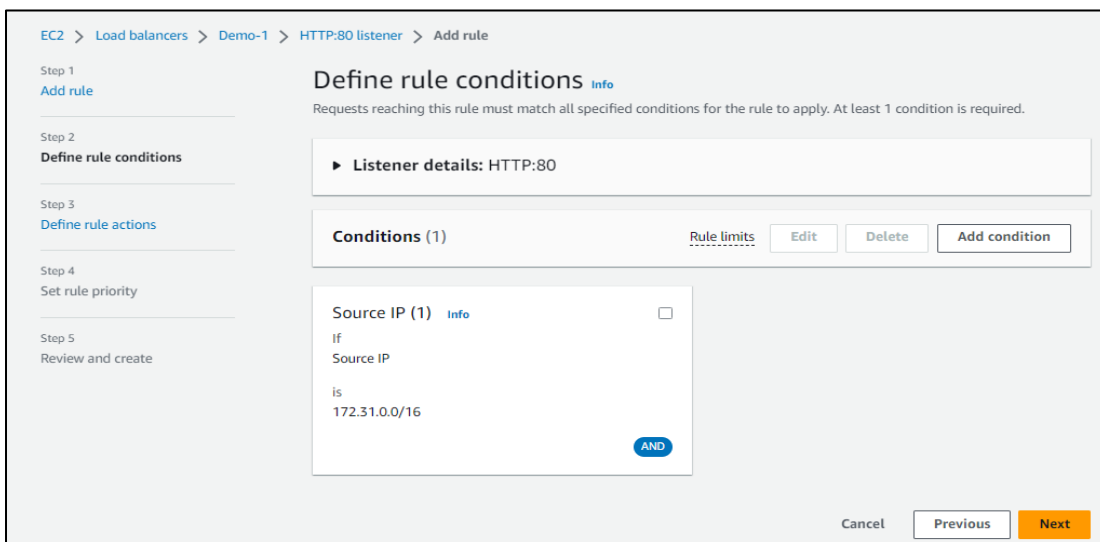 EC2 > Load balancers > Demo-1 > HTTP:80 listener > Add rule
Step 1
Add rule
Step 2
Define rule conditions
Step 3
Define rule actions
Step 4
Set rule priority
Step 5
Review and create
Define rule conditions Info
Requests reaching this rule must match all specified conditions for the rule to apply. At least 1 condition is required.
Listener details: HTTP:80
Conditions (1) Rule limits Edit Delete Add condition
Source IP (1) Info
If
Source IP
is
172.31.0.0/16
AND
Cancel Previous Next